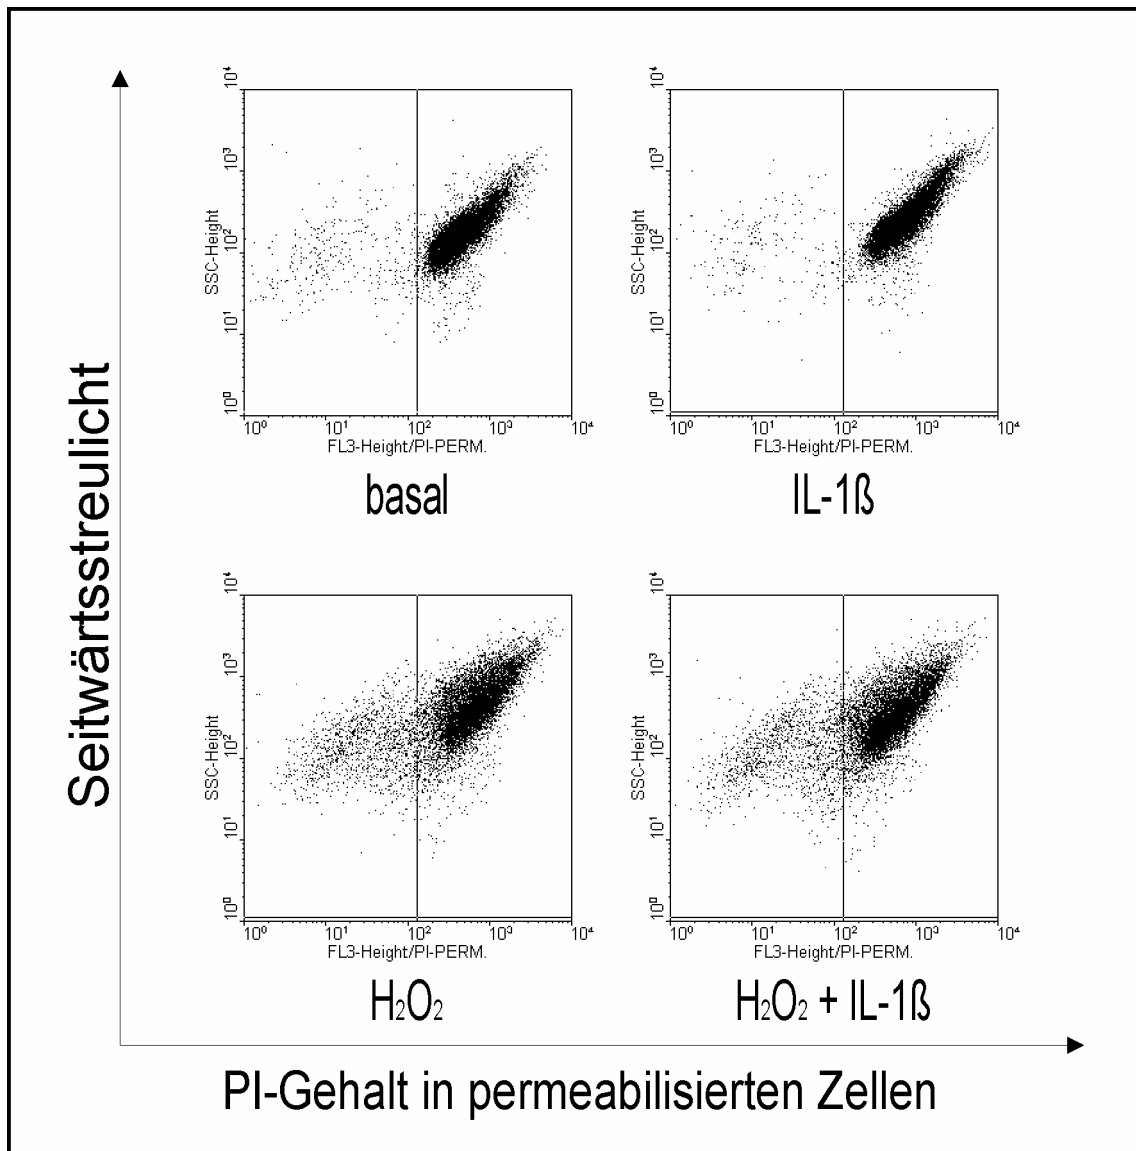 Seitwärtsstreulicht
10⁴
10³
10²
10¹
10⁰
SSC-Height
10⁰ 10¹ 10² 10³ 10⁴
FL3-Height/PI-PERM.
basal
10⁴
10³
10²
10¹
10⁰
SSC-Height
10⁰ 10¹ 10² 10³ 10⁴
FL3-Height/PI-PERM.
IL-1ß
10⁴
10³
10²
10¹
10⁰
SSC-Height
10⁰ 10¹ 10² 10³ 10⁴
FL3-Height/PI-PERM.
H₂O₂
10⁴
10³
10²
10¹
10⁰
SSC-Height
10⁰ 10¹ 10² 10³ 10⁴
FL3-Height/PI-PERM.
H₂O₂ + IL-1ß
PI-Gehalt in permeabilisierten Zellen